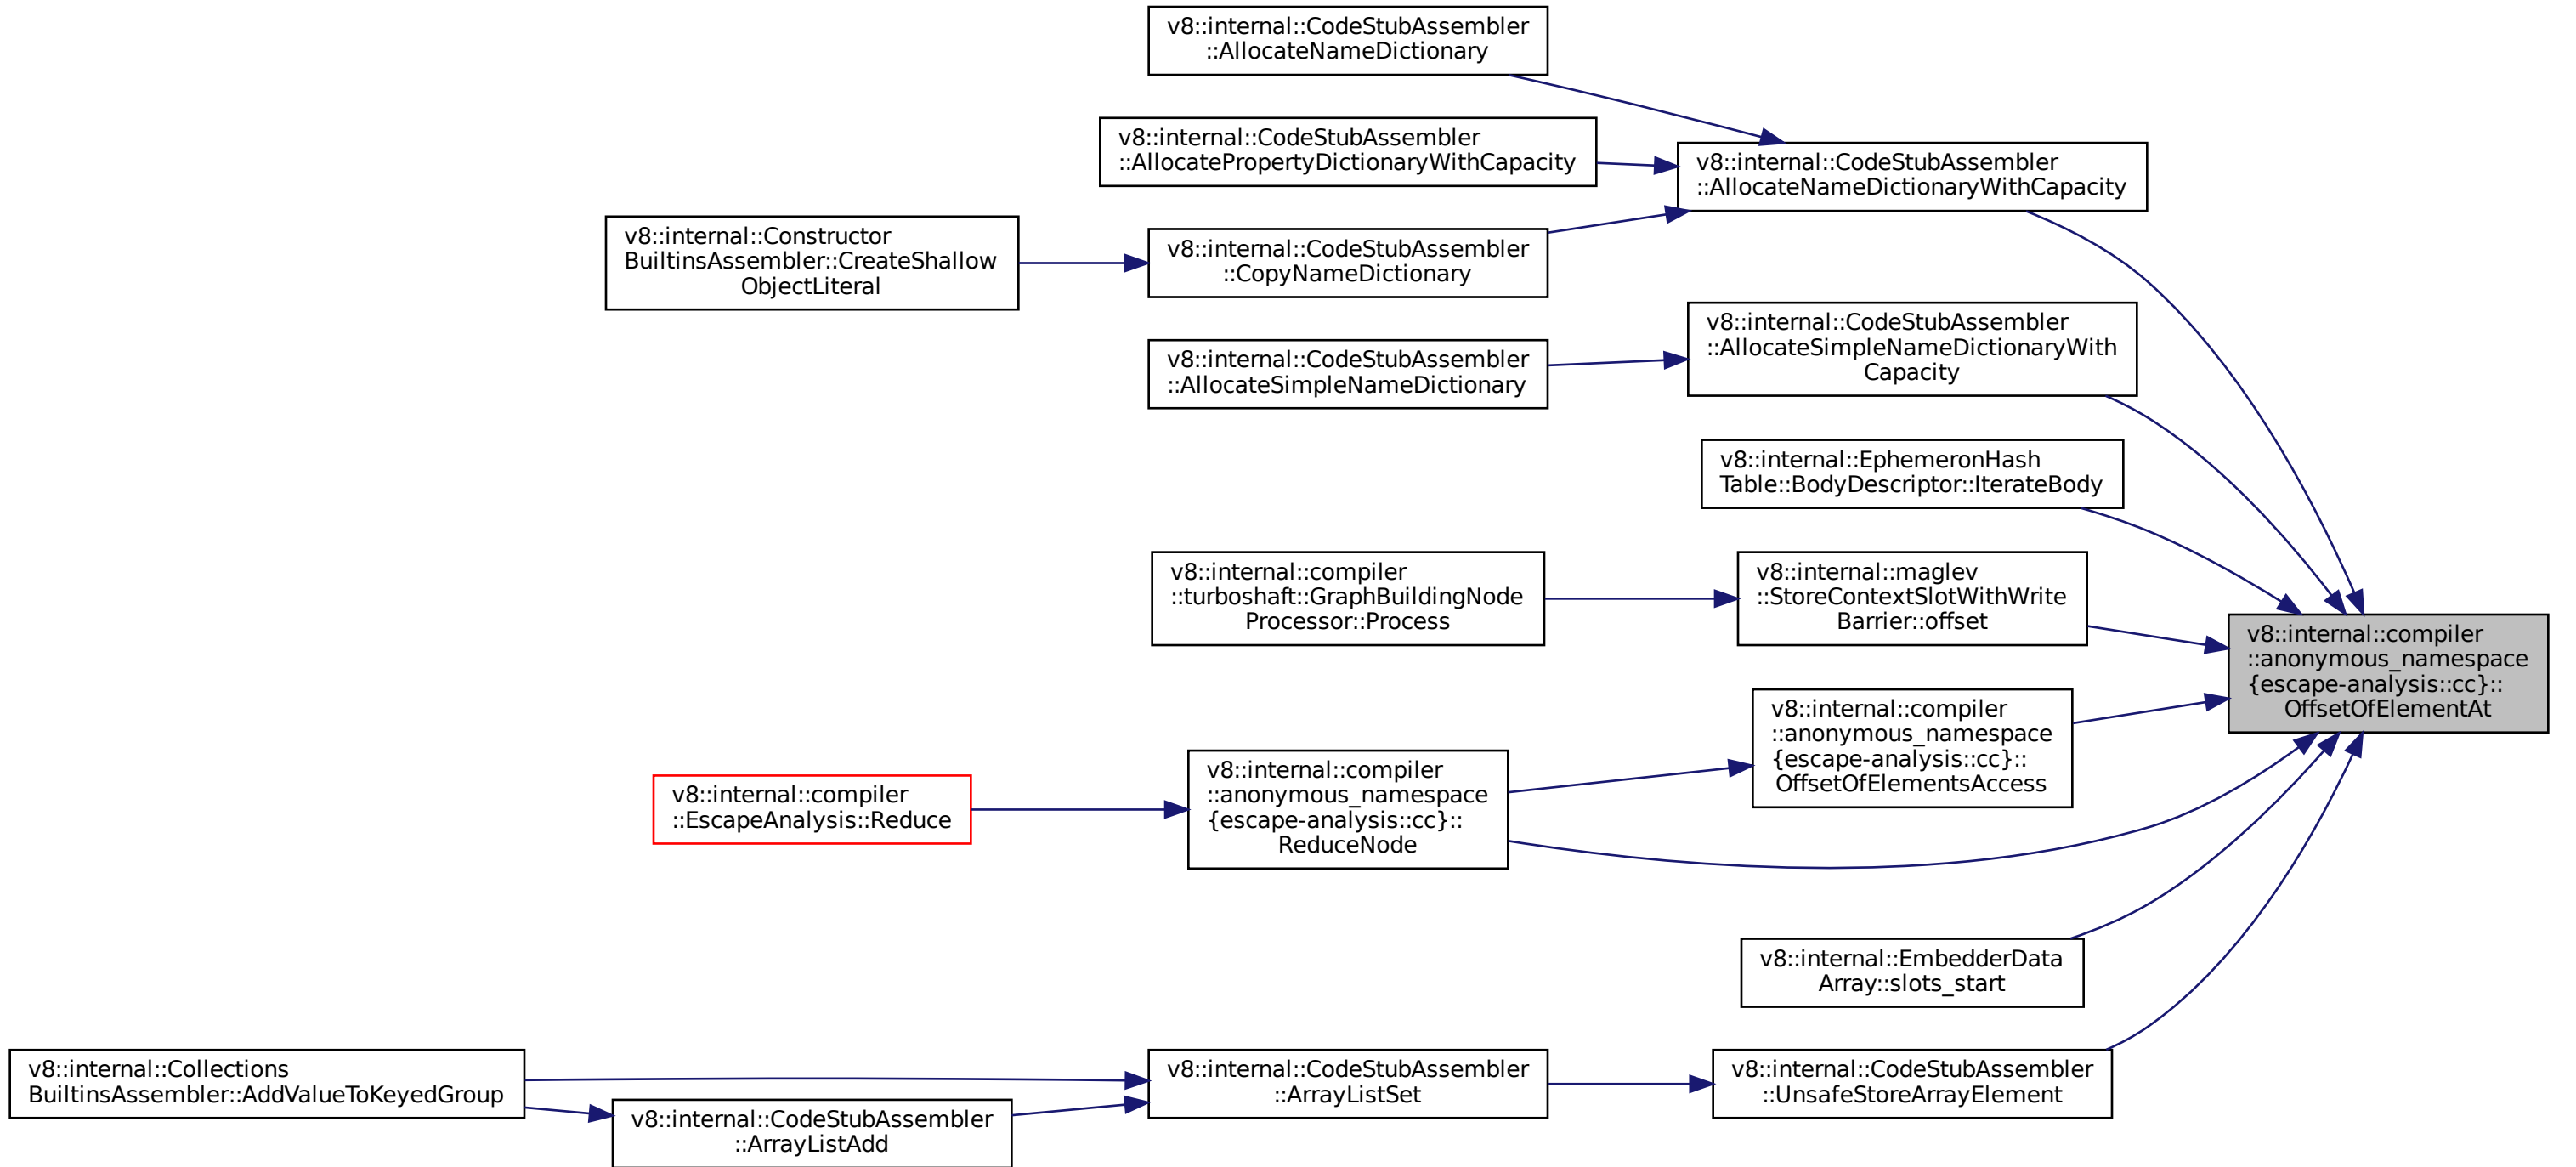 v8::internal::CodeStubAssembler
::AllocateNameDictionary
v8::internal::CodeStubAssembler
::AllocatePropertyDictionaryWithCapacity
v8::internal::CodeStubAssembler
::AllocateNameDictionaryWithCapacity
v8::internal::Constructor
BuiltinsAssembler::CreateShallow
ObjectLiteral
v8::internal::CodeStubAssembler
::CopyNameDictionary
v8::internal::CodeStubAssembler
::AllocateSimpleNameDictionaryWith
Capacity
v8::internal::CodeStubAssembler
::AllocateSimpleNameDictionary
v8::internal::EphemeronHash
Table::BodyDescriptor::IterateBody
v8::internal::compiler
::turboshaft::GraphBuildingNode
Processor::Process
v8::internal::maglev
::StoreContextSlotWithWrite
Barrier::offset
v8::internal::compiler
::anonymous_namespace
{escape-analysis::cc}::
OffsetOfElementAt
v8::internal::compiler
::anonymous_namespace
{escape-analysis::cc}::
OffsetOfElementsAccess
v8::internal::compiler
::EscapeAnalysis::Reduce
v8::internal::compiler
::anonymous_namespace
{escape-analysis::cc}::
ReduceNode
v8::internal::EmbedderData
Array::slots_start
v8::internal::Collections
BuiltinsAssembler::AddValueToKeyedGroup
v8::internal::CodeStubAssembler
::ArrayListAdd
v8::internal::CodeStubAssembler
::ArrayListSet
v8::internal::CodeStubAssembler
::UnsafeStoreArrayElement